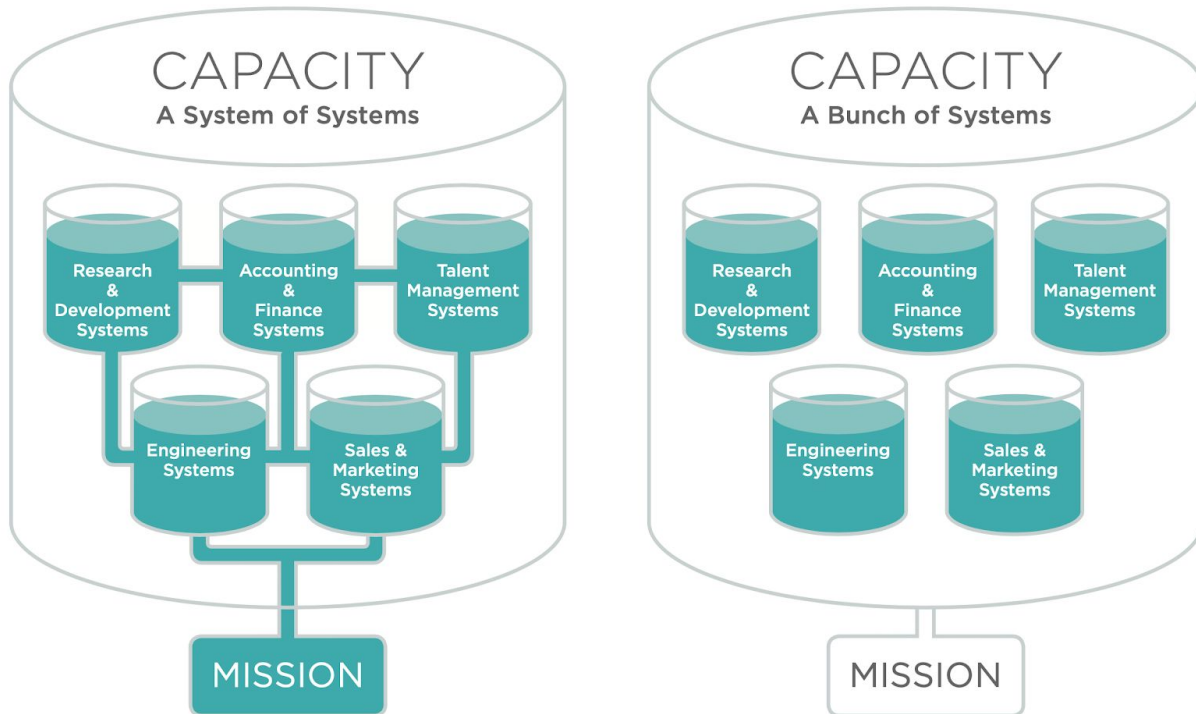 CAPACITY
A System of Systems
Research
&
Development
Systems
Accounting
&
Finance
Systems
Talent
Management
Systems
Engineering
Systems
Sales &
Marketing
Systems
MISSION
CAPACITY
A Bunch of Systems
Research
&
Development
Systems
Accounting
&
Finance
Systems
Talent
Management
Systems
Engineering
Systems
Sales &
Marketing
Systems
MISSION